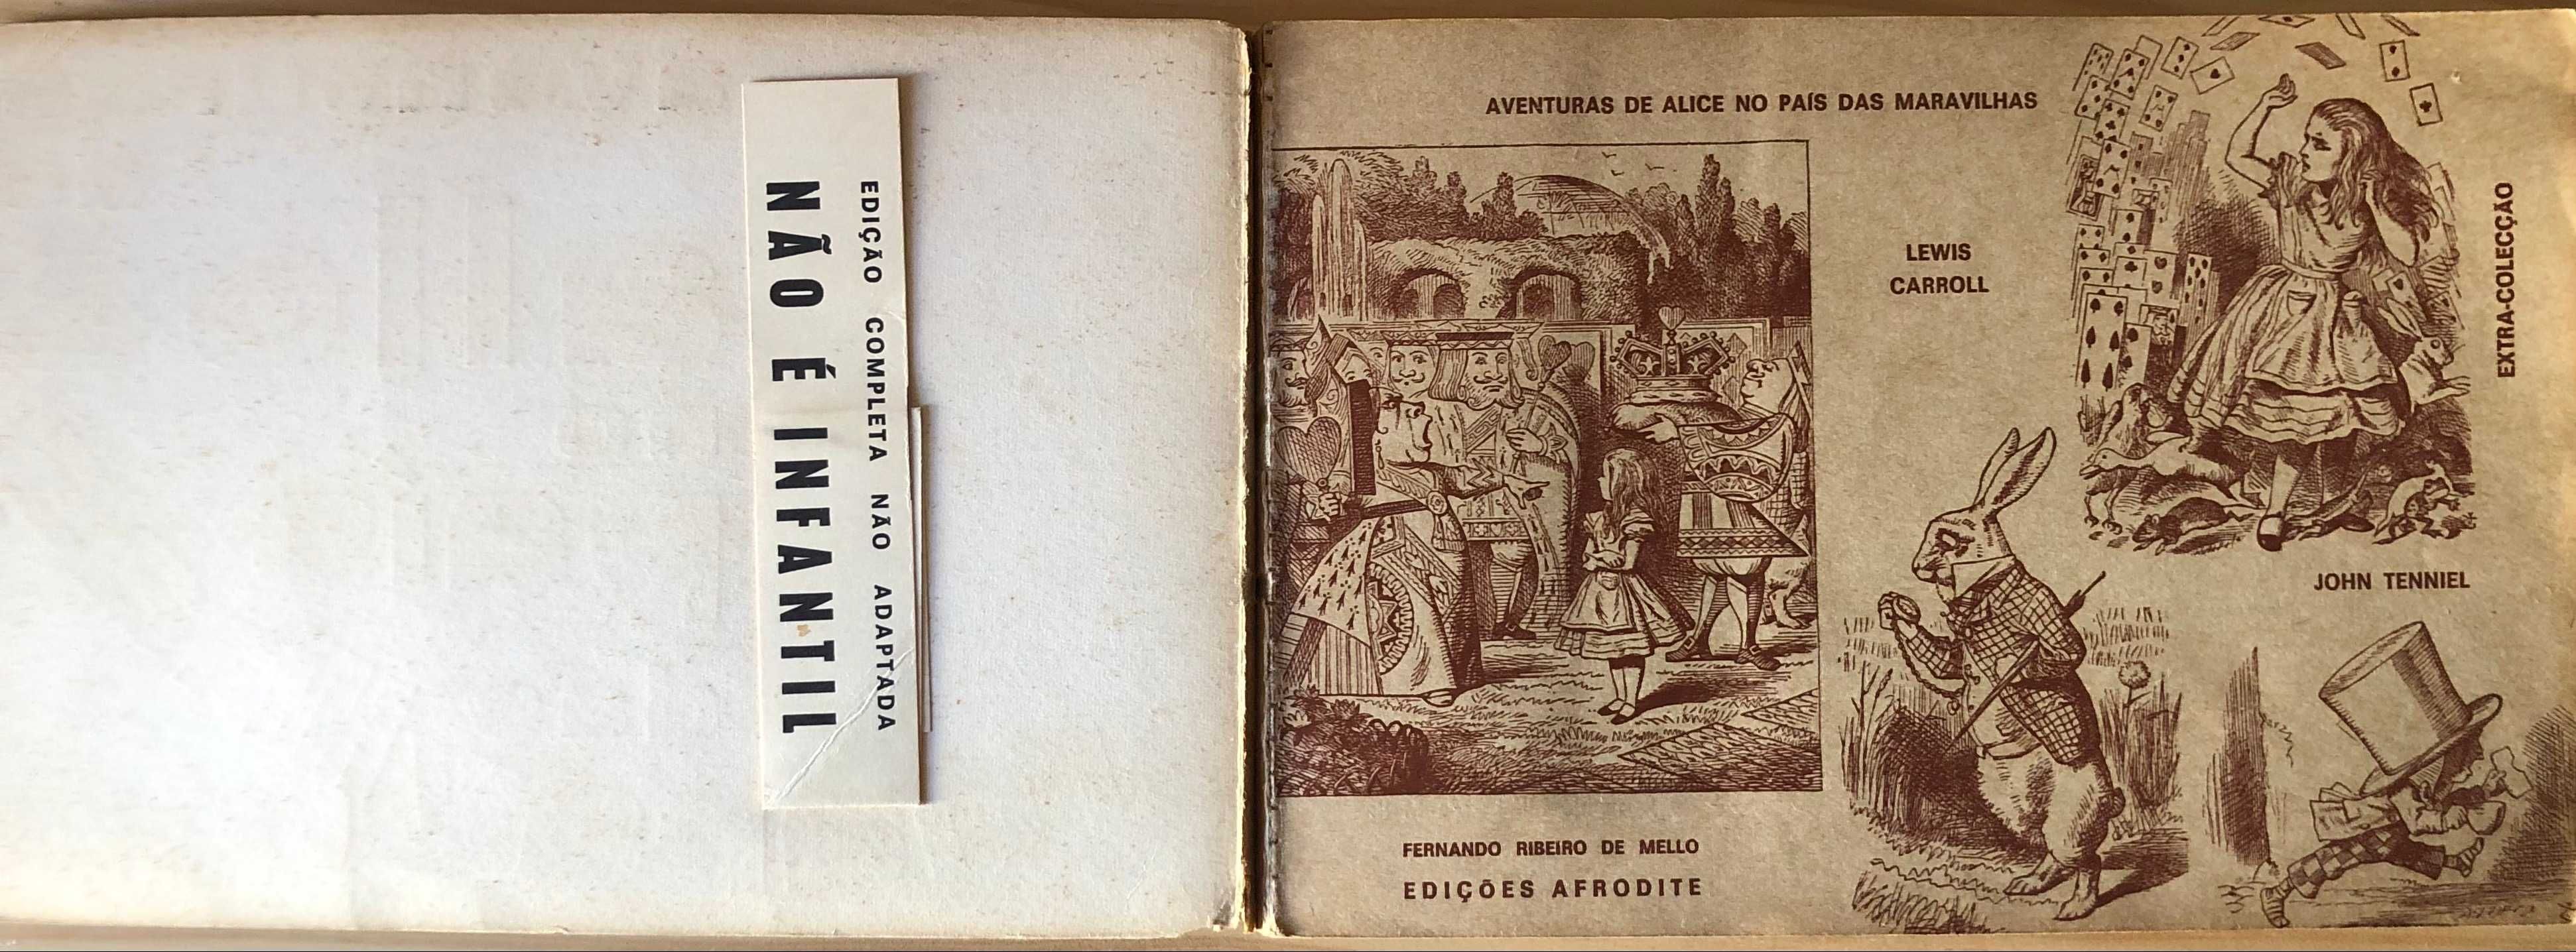 EDIÇÃO COMPLETA NÃO ADAPTADA
NÃO É INFANTIL
AVENTURAS DE ALICE NO PAÍS DAS MARAVILHAS
LEWIS
CARROLL
EXTRA-COLECÇÃO
JOHN TENNIEL
FERNANDO RIBEIRO DE MELLO
EDIÇÕES AFRODITE